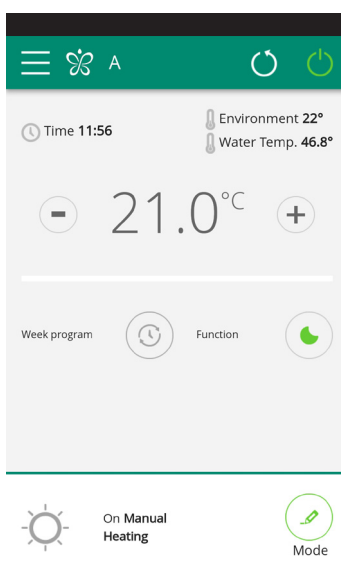 A
Time 11:56
Environment 22°
Water Temp. 46.8°
- 21.0°C +
Week program
Function
On Manual
Heating
Mode